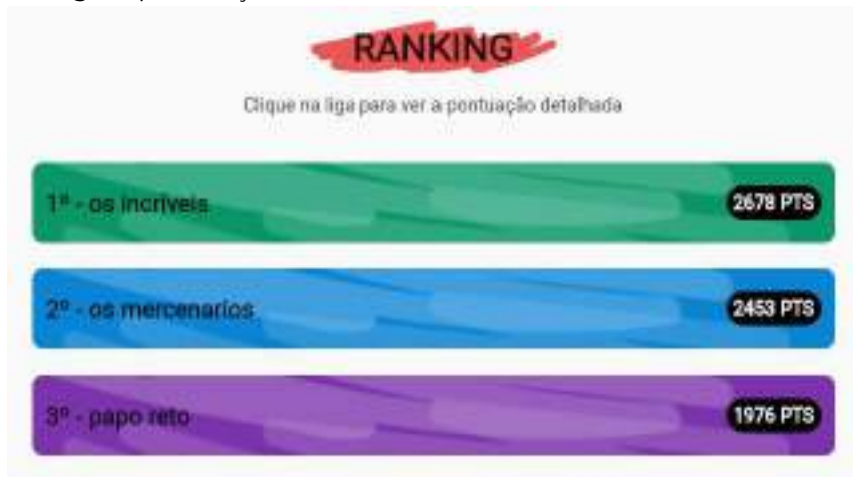 RANKING
Clique na liga para ver a pontuação detalhada
1º - os incríveis 2678 PTS
2º - os mercenarios 2453 PTS
3º - papo reto 1976 PTS